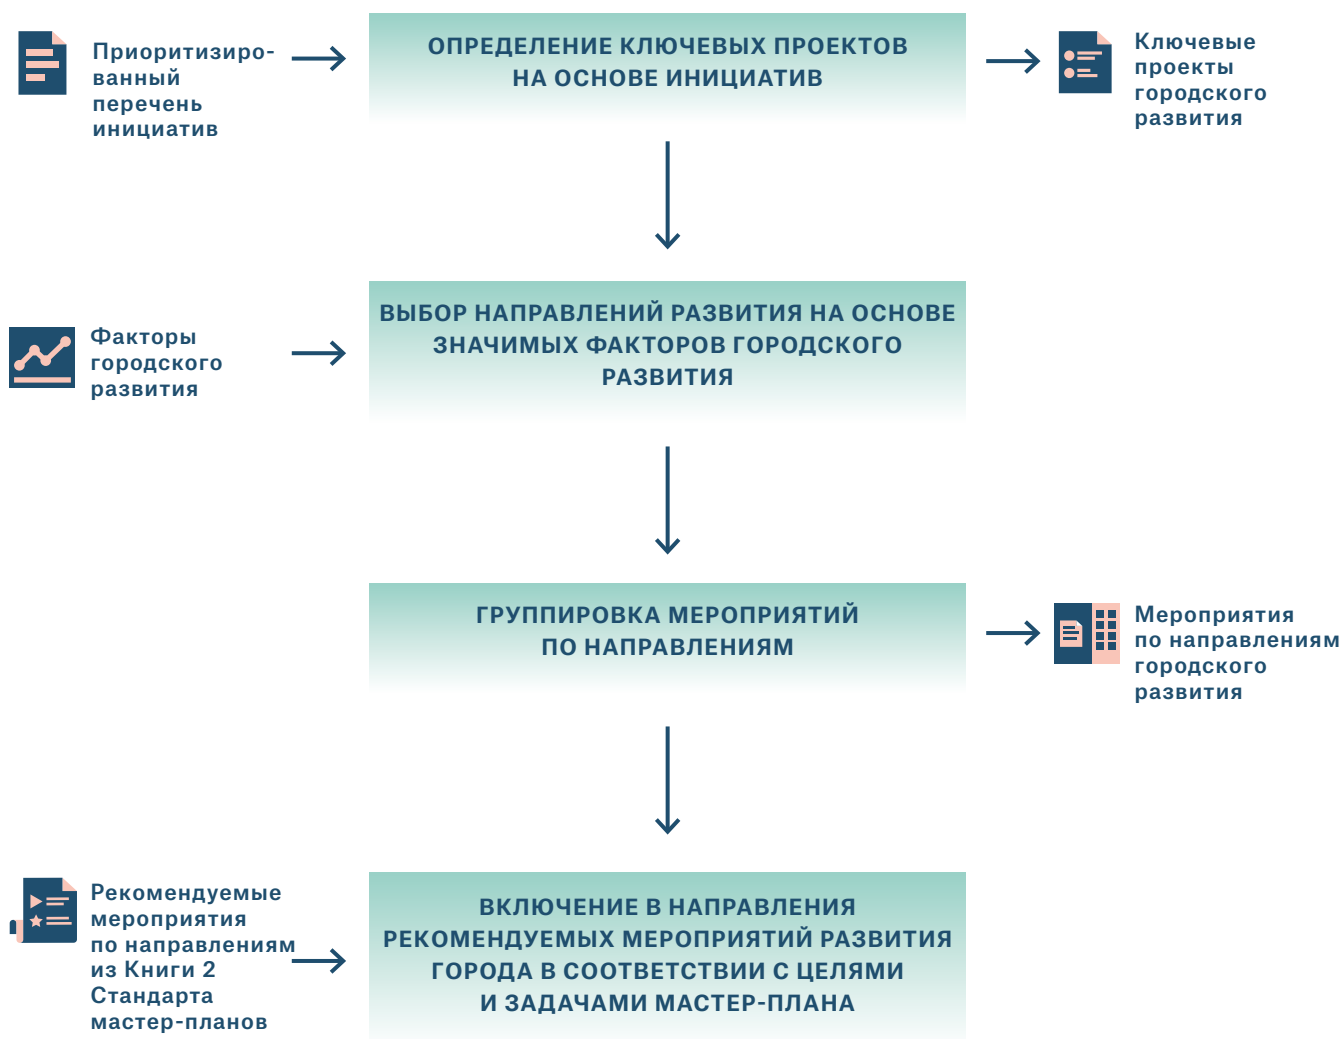 Приоритизиро-
ванный
перечень
инициатив
ОПРЕДЕЛЕНИЕ КЛЮЧЕВЫХ ПРОЕКТОВ
НА ОСНОВЕ ИНИЦИАТИВ
Ключевые
проекты
городского
развития
Факторы
городского
развития
ВЫБОР НАПРАВЛЕНИЙ РАЗВИТИЯ НА ОСНОВЕ
ЗНАЧИМЫХ ФАКТОРОВ ГОРОДСКОГО
РАЗВИТИЯ
ГРУППИРОВКА МЕРОПРИЯТИЙ
ПО НАПРАВЛЕНИЯМ
Мероприятия
по направлениям
городского
развития
Рекомендуемые
мероприятия
по направлениям
из Книги 2
Стандарта
мастер-планов
ВКЛЮЧЕНИЕ В НАПРАВЛЕНИЯ
РЕКОМЕНДУЕМЫХ МЕРОПРИЯТИЙ РАЗВИТИЯ
ГОРОДА В СООТВЕТСТВИИ С ЦЕЛЯМИ
И ЗАДАЧАМИ МАСТЕР-ПЛАНА